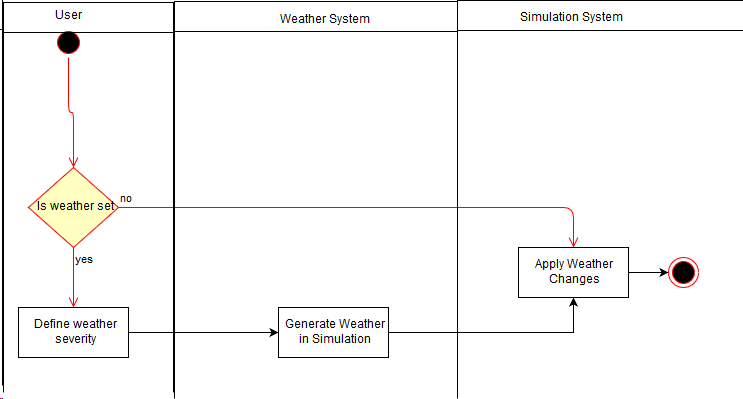 User
Weather System
Simulation System
Is weather set
no
yes
Apply Weather
Changes
Define weather
severity
Generate Weather
in Simulation